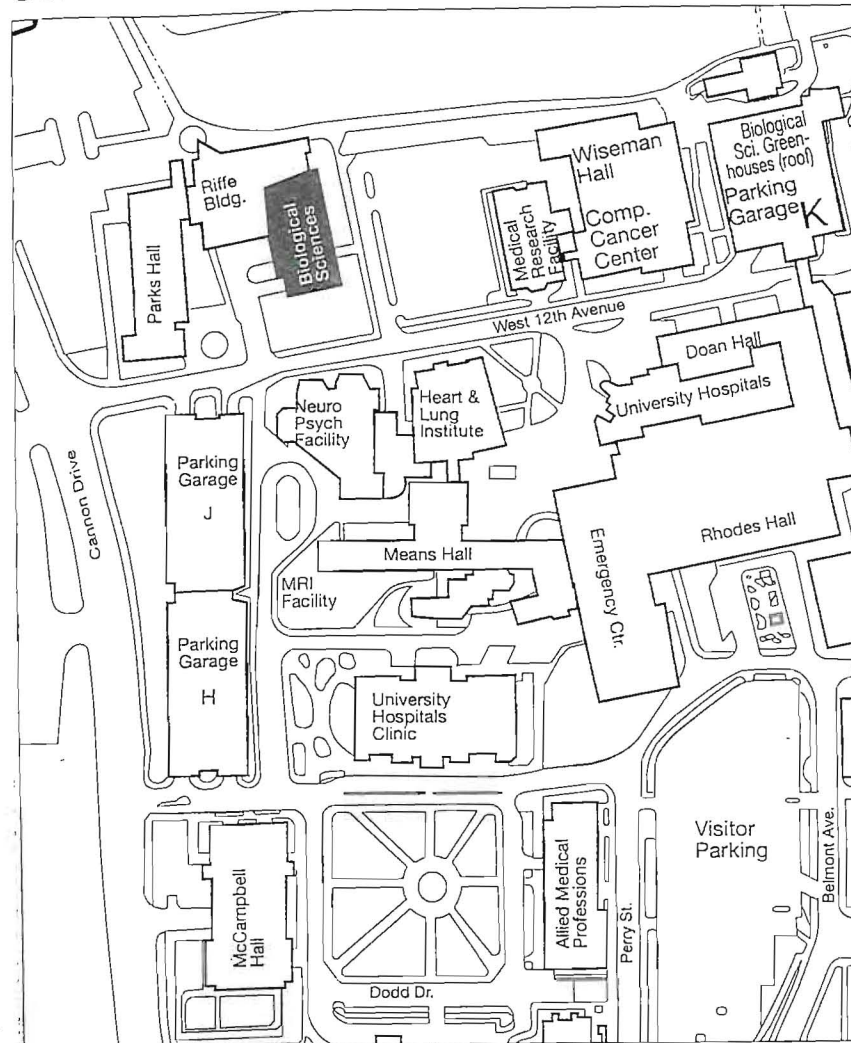 Riffe
Bldg.
Biological
Sciences
Parks Hall
Wiseman
Hall
Comp.
Cancer
Center
Medical
Research
Facility
Biological
Sci. Green-
houses (roof)
Parking
Garage K
West 12th Avenue
Doan Hall
University Hospitals
Neuro
Psych
Facility
Heart &
Lung
Institute
Cannon Drive
Parking
Garage
J
Means Hall
Emergency Ctr.
Rhodes Hall
MRI
Facility
Parking
Garage
H
University
Hospitals
Clinic
McCampbell
Hall
Allied Medical
Professions
Perry St.
Visitor
Parking
Belmont Ave.
Dodd Dr.